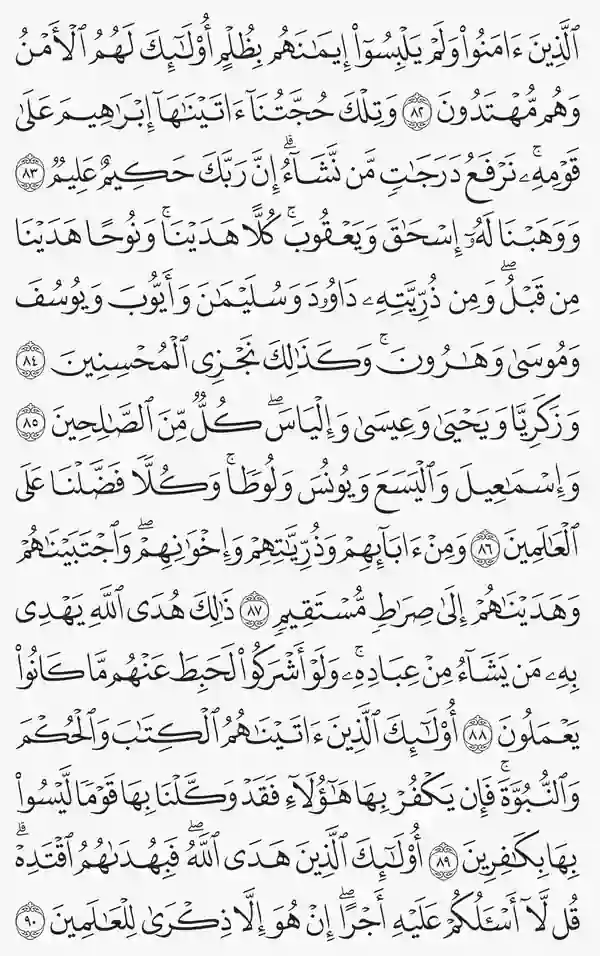 ٱلَّذِينَ ءَامَنُواْ وَلَمۡ يَلۡبِسُوٓاْ إِيمَٰنَهُم بِظُلۡمٍ أُوْلَٰٓئِكَ لَهُمُ ٱلۡأَمۡنُ
وَهُم مُّهۡتَدُونَ ٨٢ وَتِلۡكَ حُجَّتُنَآ ءَاتَيۡنَٰهَآ إِبۡرَٰهِيمَ عَلَىٰ
قَوۡمِهِۦۚ نَرۡفَعُ دَرَجَٰتٖ مَّن نَّشَآءُۗ إِنَّ رَبَّكَ حَكِيمٌ عَلِيمٞ ٨٣
وَوَهَبۡنَا لَهُۥٓ إِسۡحَٰقَ وَيَعۡقُوبَۚ كُلًّا هَدَيۡنَاۚ وَنُوحًا هَدَيۡنَا
مِن قَبۡلُۖ وَمِن ذُرِّيَّتِهِۦ دَاوُۥدَ وَسُلَيۡمَٰنَ وَأَيُّوبَ وَيُوسُفَ
وَمُوسَىٰ وَهَٰرُونَۚ وَكَذَٰلِكَ نَجۡزِي ٱلۡمُحۡسِنِينَ ٨٤
وَزَكَرِيَّا وَيَحۡيَىٰ وَعِيسَىٰ وَإِلۡيَاسَۖ كُلّٞ مِّنَ ٱلصَّٰلِحِينَ ٨٥
وَإِسۡمَٰعِيلَ وَٱلۡيَسَعَ وَيُونُسَ وَلُوطٗاۚ وَكُلّٗا فَضَّلۡنَا عَلَى
ٱلۡعَٰلَمِينَ ٨٦ وَمِنۡ ءَابَآئِهِمۡ وَذُرِّيَّٰتِهِمۡ وَإِخۡوَٰنِهِمۡۖ وَٱجۡتَبَيۡنَٰهُمۡ
وَهَدَيۡنَٰهُمۡ إِلَىٰ صِرَٰطٖ مُّسۡتَقِيمٖ ٨٧ ذَٰلِكَ هُدَى ٱللَّهِ يَهۡدِي
بِهِۦ مَن يَشَآءُ مِنۡ عِبَادِهِۦۚ وَلَوۡ أَشۡرَكُواْ لَحَبِطَ عَنۡهُم مَّا كَانُواْ
يَعۡمَلُونَ ٨٨ أُوْلَٰٓئِكَ ٱلَّذِينَ ءَاتَيۡنَٰهُمُ ٱلۡكِتَٰبَ وَٱلۡحُكۡمَ
وَٱلنُّبُوَّةَۚ فَإِن يَكۡفُرۡ بِهَا هَٰٓؤُلَآءِ فَقَدۡ وَكَّلۡنَا بِهَا قَوۡمٗا لَّيۡسُواْ
بِهَا بِكَٰفِرِينَ ٨٩ أُوْلَٰٓئِكَ ٱلَّذِينَ هَدَى ٱللَّهُۖ فَبِهُدَىٰهُمُ ٱقۡتَدِهۡۗ
قُل لَّآ أَسۡـَٔلُكُمۡ عَلَيۡهِ أَجۡرًاۖ إِنۡ هُوَ إِلَّا ذِكۡرَىٰ لِلۡعَٰلَمِينَ ٩٠